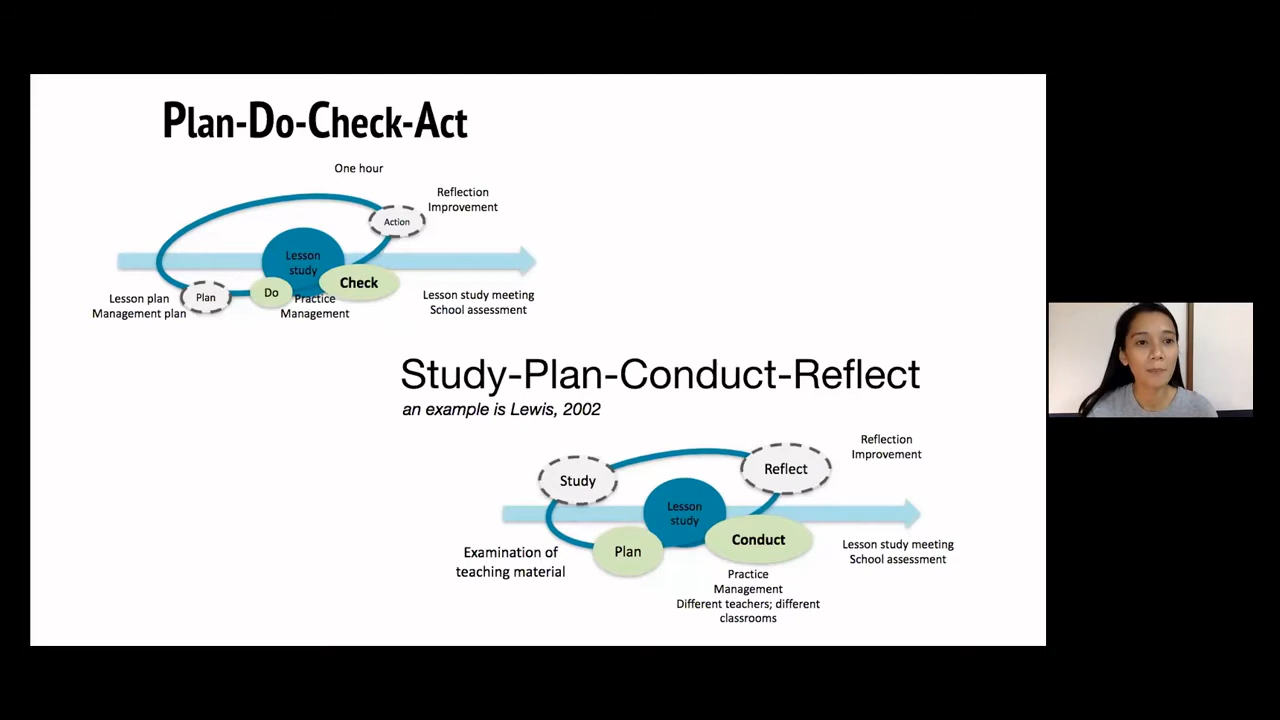 Plan-Do-Check-Act
One hour
Reflection
Improvement
Action
Lesson
study
Check
Do
Plan
Lesson plan
Management plan
Practice
Management
Lesson study meeting
School assessment
Study-Plan-Conduct-Reflect
an example is Lewis, 2002
Reflection
Improvement
Study
Reflect
Lesson
study
Plan
Conduct
Examination of
teaching material
Lesson study meeting
School assessment
Practice
Management
Different teachers; different
classrooms